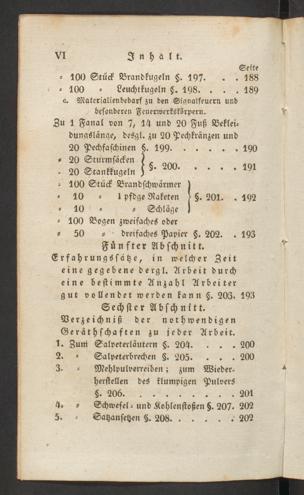 VI Inhalt.
Seite
„ 100 Stück Brandkugeln §. 197. . . 188
„ 100 „ Leuchtkugeln §. 198. . . . 189
c. Materialienbedarf zu den Signalfeuern und
besonderen Feuerwerkskörpern.
Zu 1 Fanal von 7, 14 und 20 Fuß Beklei-
dungslänge, desgl. zu 20 Pechkränzen und
„ 20 Pechfaschinen §. 199. . . . . . 190
„ 20 Sturmsäcken
„ 20 Stankkugeln } §. 200. . . . . 191
„ 100 Stück Brandschwärmer
„ 10 „ 1 pfdge Raketen } §. 201. . 192
„ 10 „ „ Schläge
„ 100 Bogen zweifaches oder
„ 50 „ dreifaches Papier §. 202. . 193
Fünfter Abschnitt.
Erfahrungssätze, in welcher Zeit
eine gegebene dergl. Arbeit durch
eine bestimmte Anzahl Arbeiter
gut vollendet werden kann §. 203. 193
Sechster Abschnitt.
Verzeichniß der nothwendigen
Geräthschaften zu jeder Arbeit.
1. Zum Salpeterläutern §. 204. . . . 200
2. „ Salpeterbrechen §. 205. . . . 200
3. „ Mehlpulverreiben; zum Wieder-
herstellen des klumpigen Pulvers
§. 206. . . . . . . . . 201
4. „ Schwefel- und Kohlenstoßen §. 207. 202
5. „ Satzansetzen §. 208. . . . . . 202